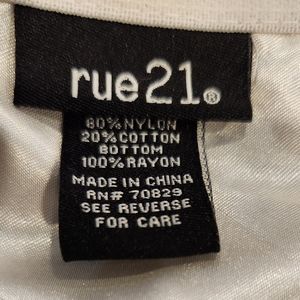 rue21®
80%NYLON
20%COTTON
BOTTOM
100%RAYON
MADE IN CHINA
RN# 70829
SEE REVERSE
FOR CARE